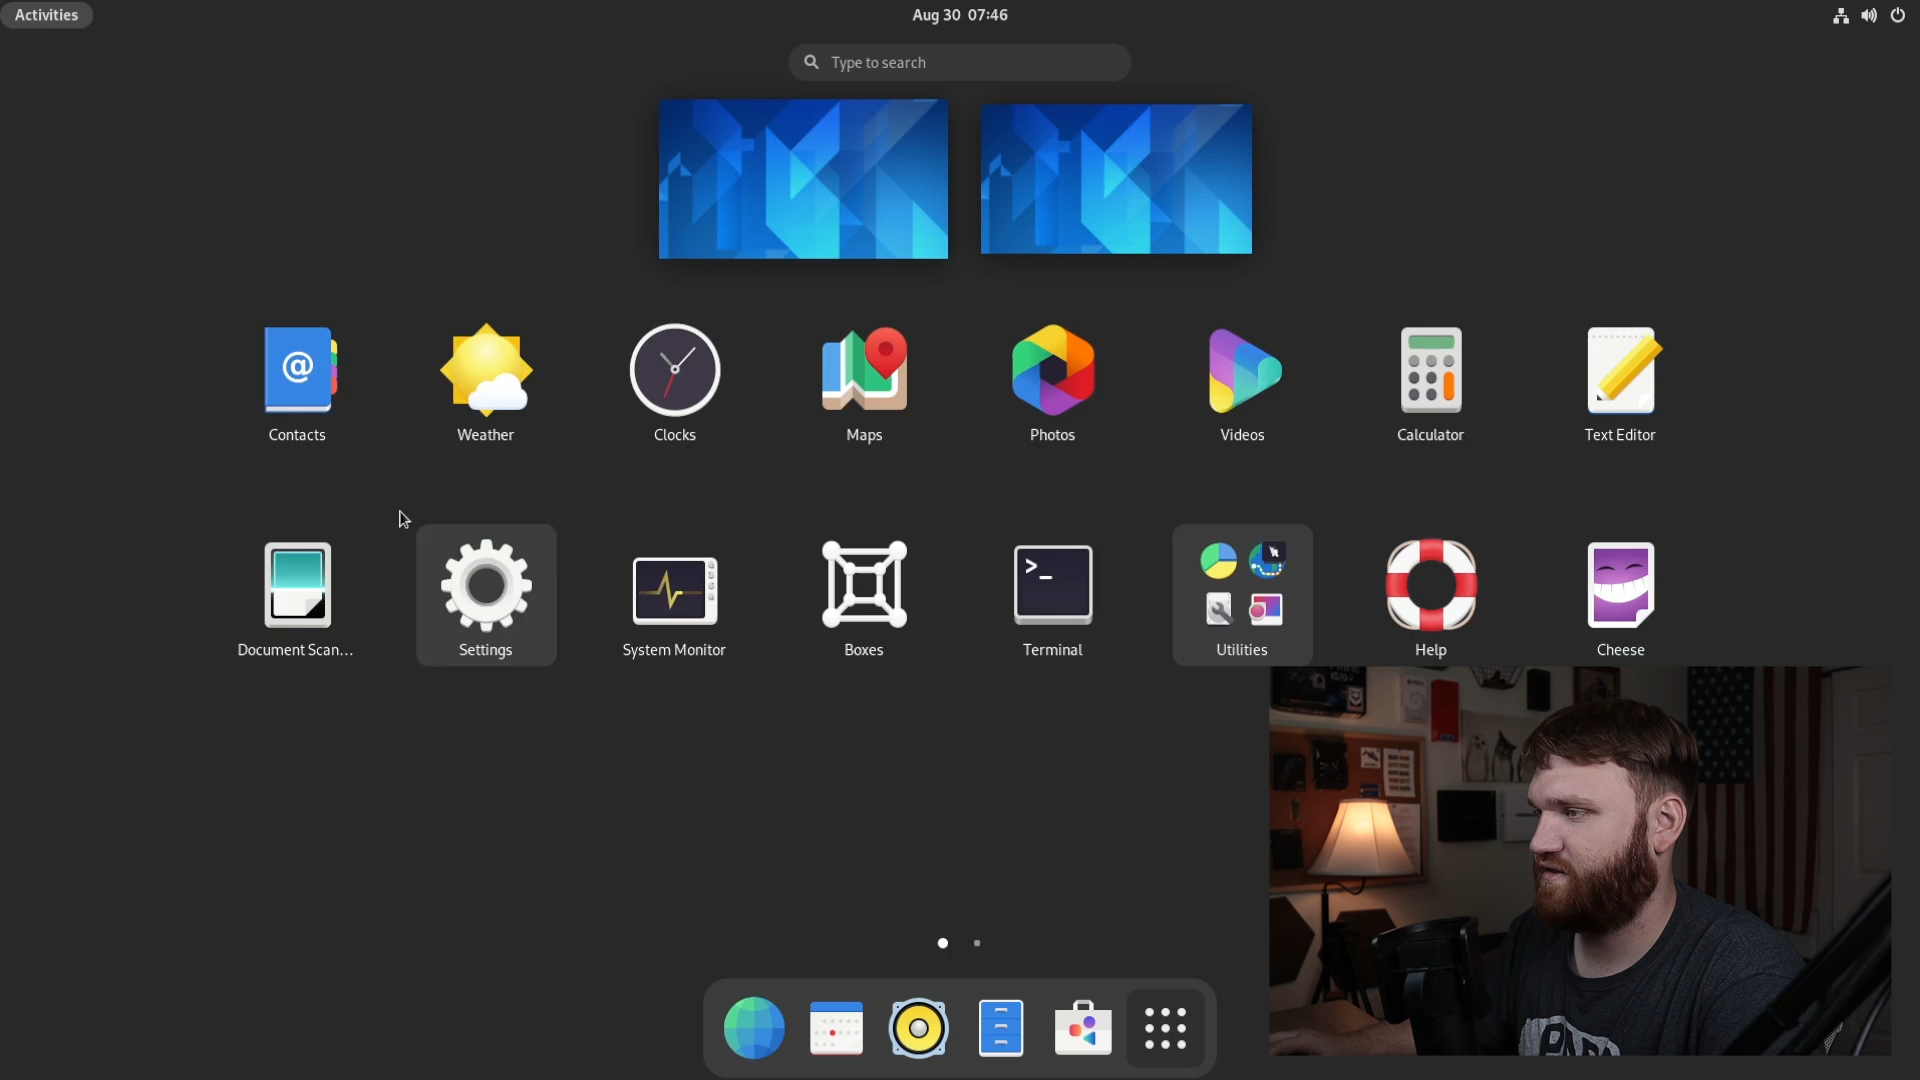 Activities
Aug 30 07:46
Type to search
Contacts
Weather
Clocks
Maps
Photos
Videos
Calculator
Text Editor
Document Scan...
Settings
System Monitor
Boxes
Terminal
Utilities
Help
Cheese